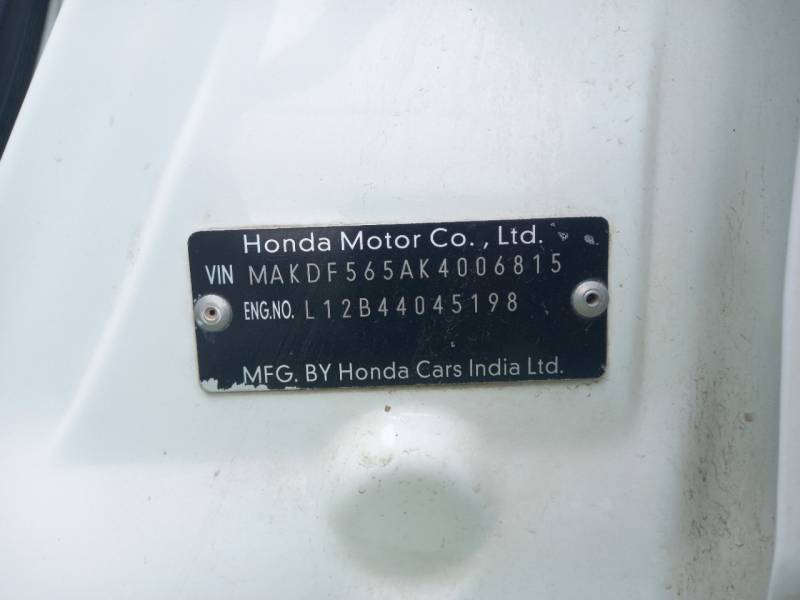 Honda Motor Co., Ltd.
VIN MAKDF565AK4006815
ENG.NO. L12B44045198
MFG. BY Honda Cars India Ltd.